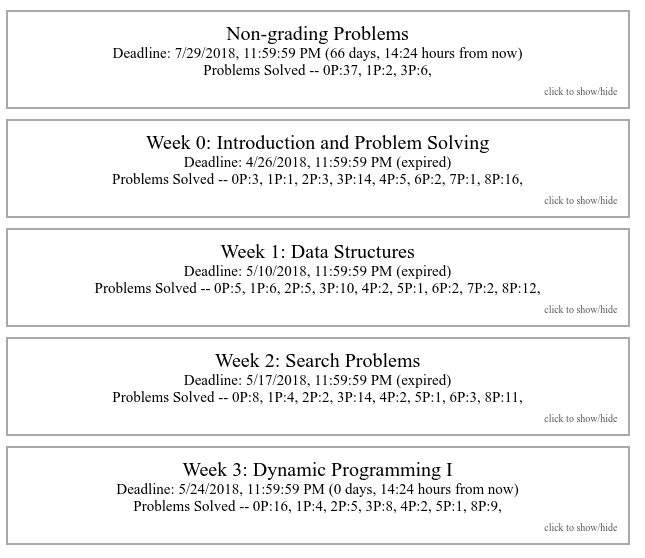 Non-grading Problems
Deadline: 7/29/2018, 11:59:59 PM (66 days, 14:24 hours from now)
Problems Solved -- 0P:37, 1P:2, 3P:6,
click to show/hide
Week 0: Introduction and Problem Solving
Deadline: 4/26/2018, 11:59:59 PM (expired)
Problems Solved -- 0P:3, 1P:1, 2P:3, 3P:14, 4P:5, 6P:2, 7P:1, 8P:16,
click to show/hide
Week 1: Data Structures
Deadline: 5/10/2018, 11:59:59 PM (expired)
Problems Solved -- 0P:5, 1P:6, 2P:5, 3P:10, 4P:2, 5P:1, 6P:2, 7P:2, 8P:12,
click to show/hide
Week 2: Search Problems
Deadline: 5/17/2018, 11:59:59 PM (expired)
Problems Solved -- 0P:8, 1P:4, 2P:2, 3P:14, 4P:2, 5P:1, 6P:3, 8P:11,
click to show/hide
Week 3: Dynamic Programming I
Deadline: 5/24/2018, 11:59:59 PM (0 days, 14:24 hours from now)
Problems Solved -- 0P:16, 1P:4, 2P:5, 3P:8, 4P:2, 5P:1, 8P:9,
click to show/hide